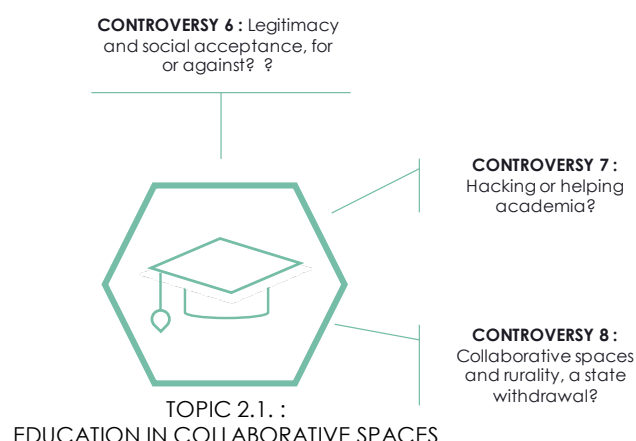 CONTROVERSY 6 : Legitimacy
and social acceptance, for
or against? ?
CONTROVERSY 7 :
Hacking or helping
academia?
CONTROVERSY 8 :
Collaborative spaces
and rurality, a state
withdrawal?
TOPIC 2.1. :
EDUCATION IN COLLABORATIVE SPACES